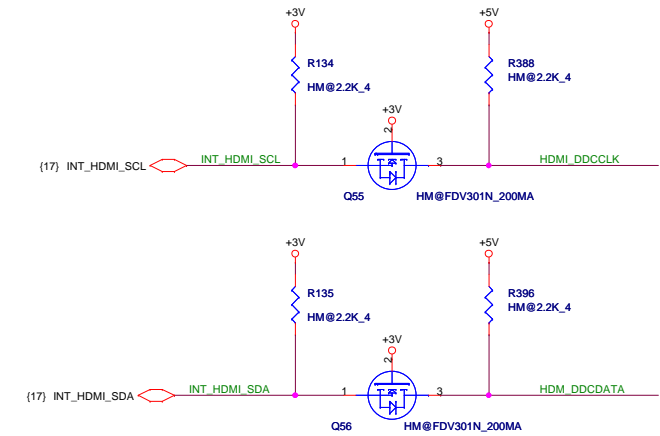 +3V +5V
R134 R388
HM@2.2K_4 HM@2.2K_4
+3V
2
{17} INT_HDMI_SCL INT_HDMI_SCL 1 3 HDMI_DDCCLK
Q55 HM@FDV301N_200MA
+3V +5V
R135 R396
HM@2.2K_4 HM@2.2K_4
+3V
2
{17} INT_HDMI_SDA INT_HDMI_SDA 1 3 HDM_DDCDATA
Q56 HM@FDV301N_200MA